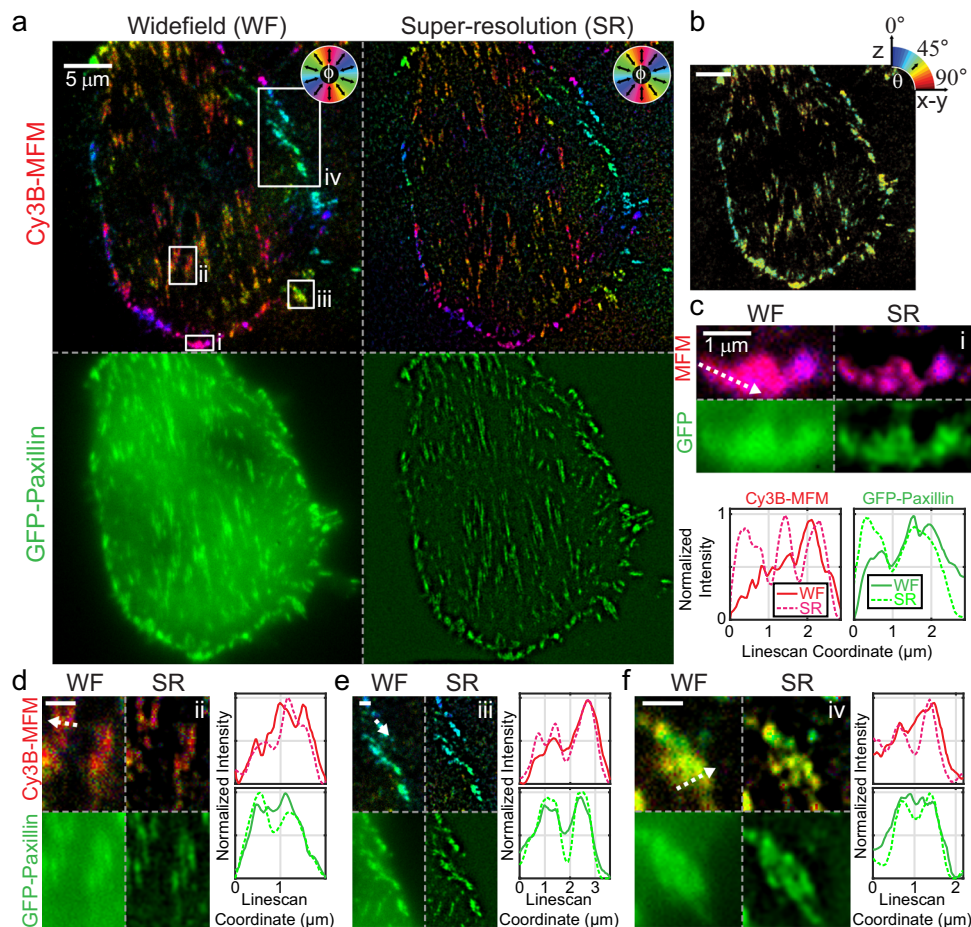 a
Widefield (WF)
Super-resolution (SR)
Cy3B-MFM
GFP-Paxillin
5 µm
ϕ
ϕ
i
ii
iii
iv
b
0°
45°
90°
z
θ
x-y
c
WF
SR
MFM
GFP
1 µm
i
Cy3B-MFM
GFP-Paxillin
Normalized
Intensity
1
0
WF
SR
WF
SR
0 1 2
0 1 2
Linescan Coordinate (µm)
d
WF
SR
ii
Cy3B-MFM
GFP-Paxillin
Normalized Intensity
0 1 2
Linescan
Coordinate (µm)
e
WF
SR
iii
Normalized Intensity
0 1 2 3
Linescan
Coordinate (µm)
f
WF
SR
iv
Normalized Intensity
0 1 2
Linescan
Coordinate (µm)